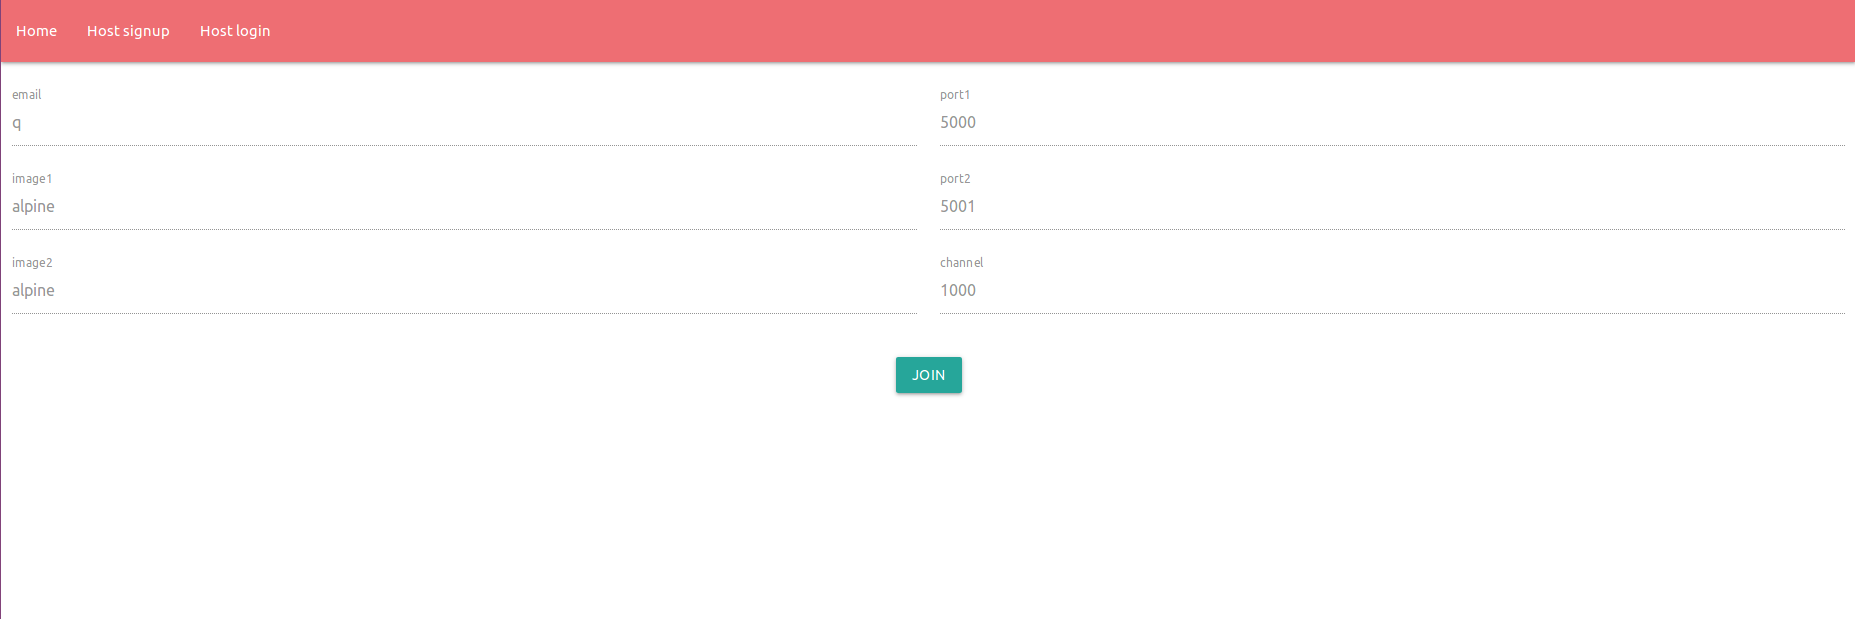 Home Host signup Host login
email
q
port1
5000
image1
alpine
port2
5001
image2
alpine
channel
1000
JOIN